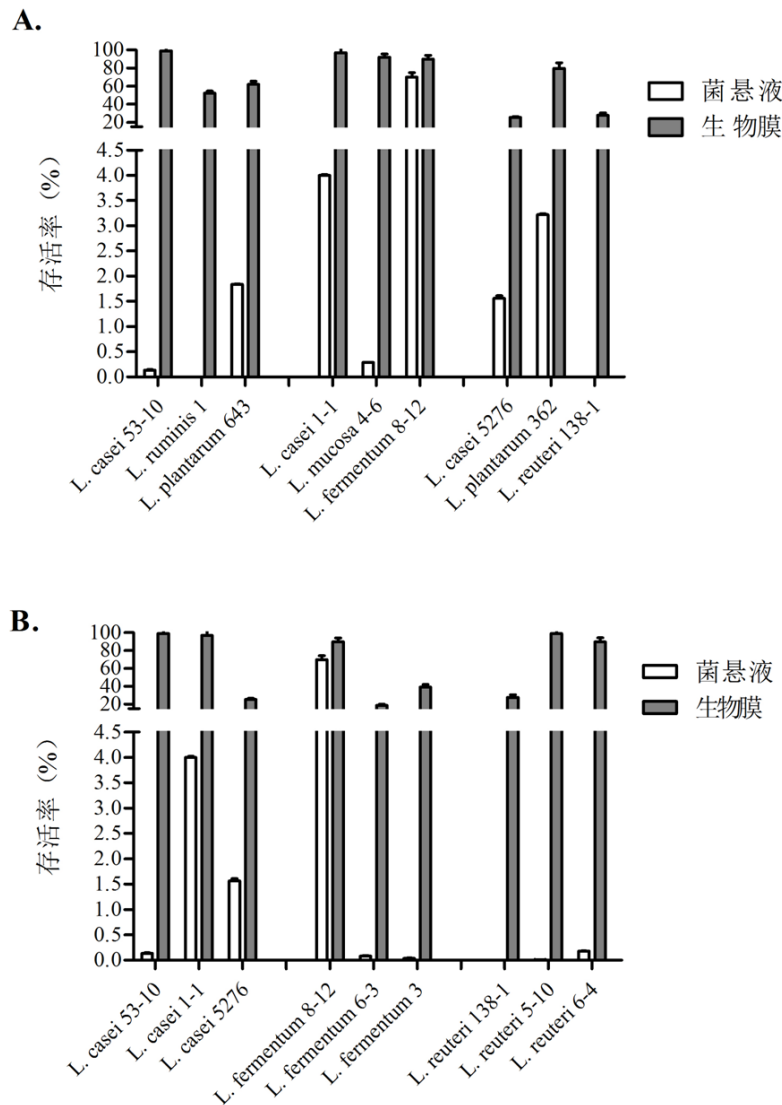 A.
100
80
60
40
20
4.5
4.0
3.5
3.0
2.5
2.0
1.5
1.0
0.5
0.0
存活率 (%)
菌悬液
生物膜
L. casei 53-10
L. ruminis 1
L. plantarum 643
L. casei 1-1
L. mucosa 4-6
L. fermentum 8-12
L. casei 5276
L. plantarum 362
L. reuteri 138-1
B.
100
80
60
40
20
4.5
4.0
3.5
3.0
2.5
2.0
1.5
1.0
0.5
0.0
存活率 (%)
菌悬液
生物膜
L. casei 53-10
L. casei 1-1
L. casei 5276
L. fermentum 8-12
L. fermentum 6-3
L. fermentum 3
L. reuteri 138-1
L. reuteri 5-10
L. reuteri 6-4